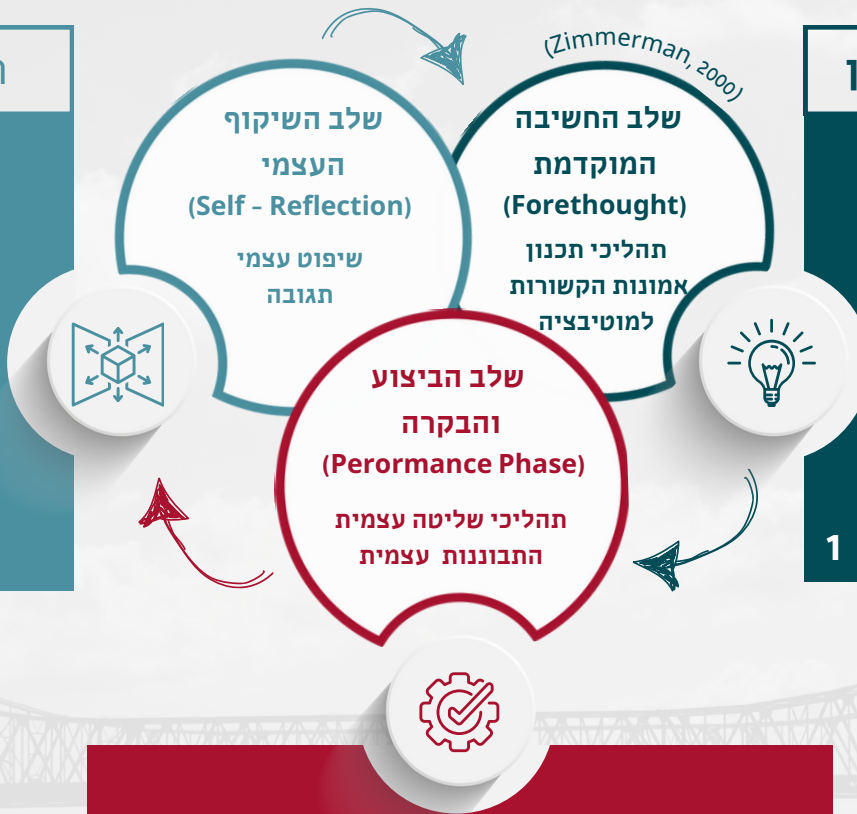 (Zimmerman, 2000)
שלב החשיבה
המוקדמת
(Forethought)
תהליכי תכנון
אמונות הקשורות
למוטיבציה
שלב השיקוף
העצמי
(Self – Reflection)
שיפוט עצמי
תגובה
שלב הביצוע
והבקרה
(Perormance Phase)
תהליכי שליטה עצמית
התבוננות עצמית
1